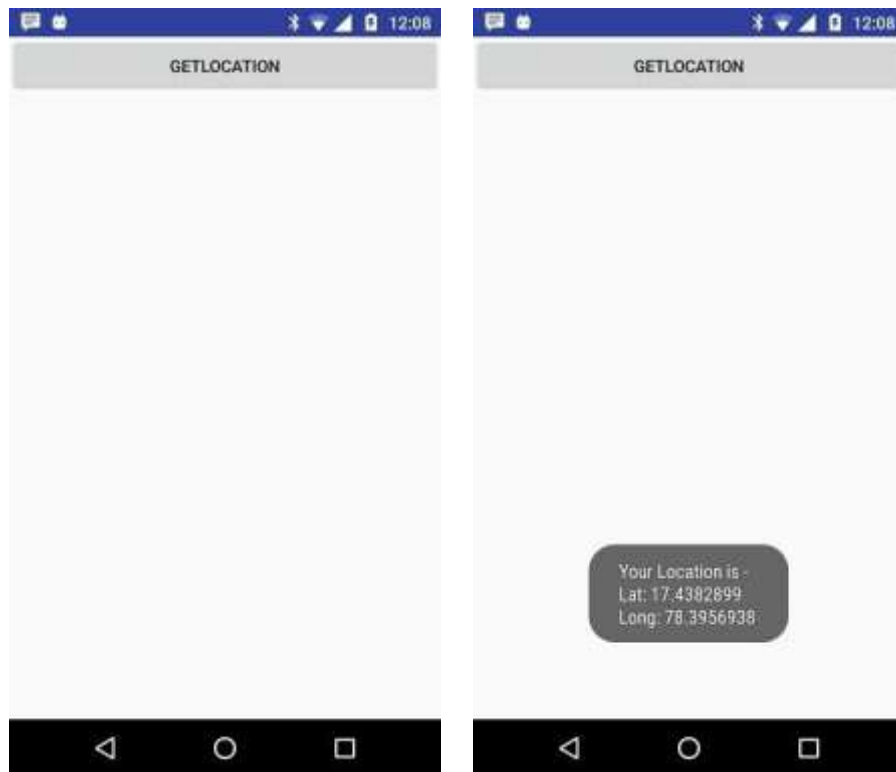 12:08
GETLOCATION
12:08
GETLOCATION
Your Location is -
Lat: 17.4382899
Long: 78.3956938